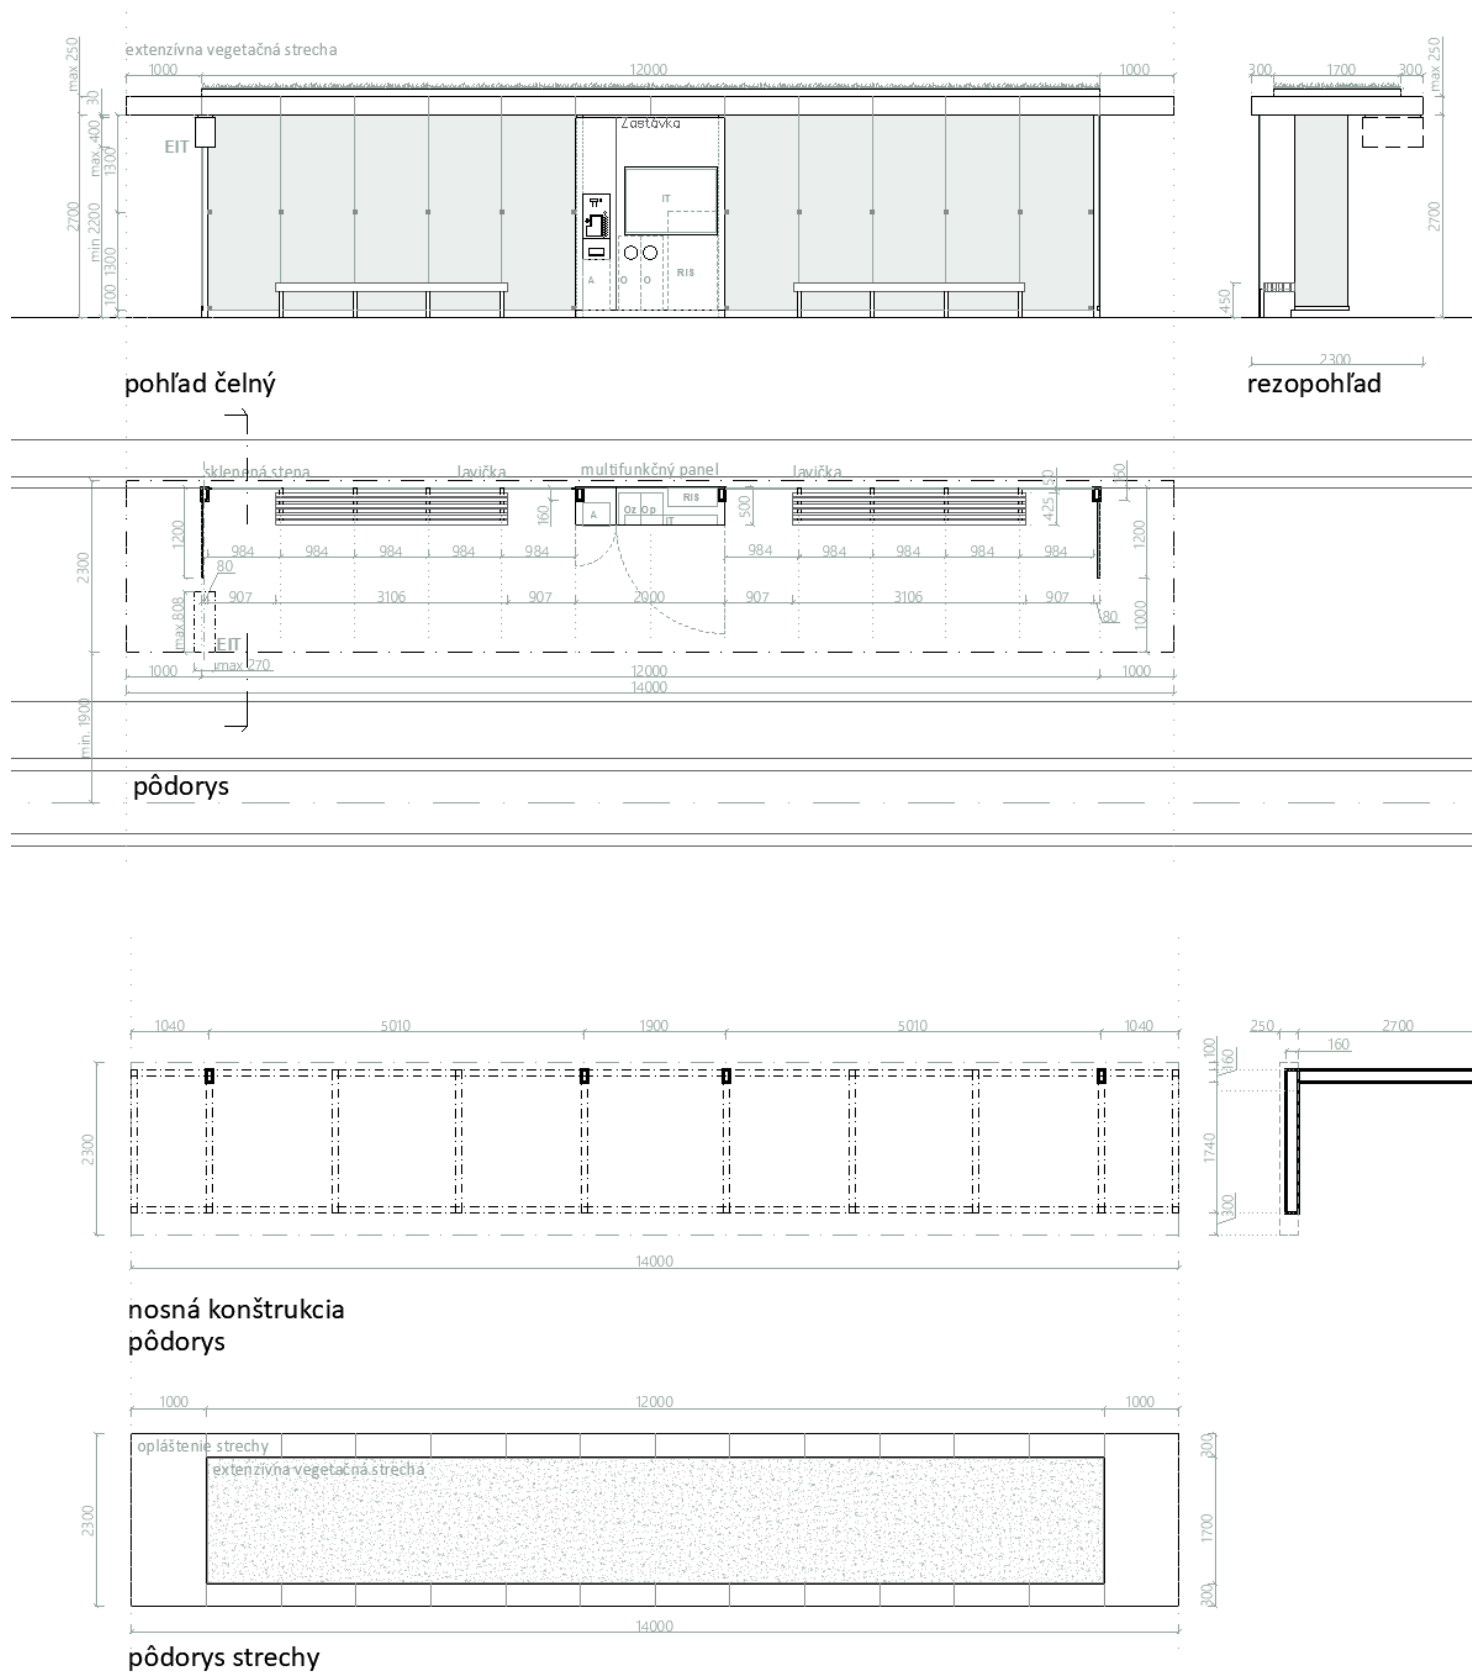 extenzívna vegetačná strecha
max 250
1000 12000 1000
300 1700 300
max 250
30
max. 400
1300
2700
min 2200
1300
100
EIT
Zastávka
IT
A O O RIS
450
2700
2300
pohľad čelný
rezopohľad
sklenená stena lavička multifunkčný panel lavička
160
50
RIS
A Oz Op
IT
160
500
425
1200
1200
2300
984 984 984 984 984 984 984 984 984 984
80
907 3106 907 2000 907 3106 907
80
max 808
1000
EIT
max 270
1000 12000 1000
14000
min. 1900
pôdorys
1040 5010 1900 5010 1040
250 2700
160
100
160
2300
1740
300
14000
nosná konštrukcia
pôdorys
1000 12000 1000
opláštenie strechy
extenzívna vegetačná strecha
300
2300
1700
300
14000
pôdorys strechy